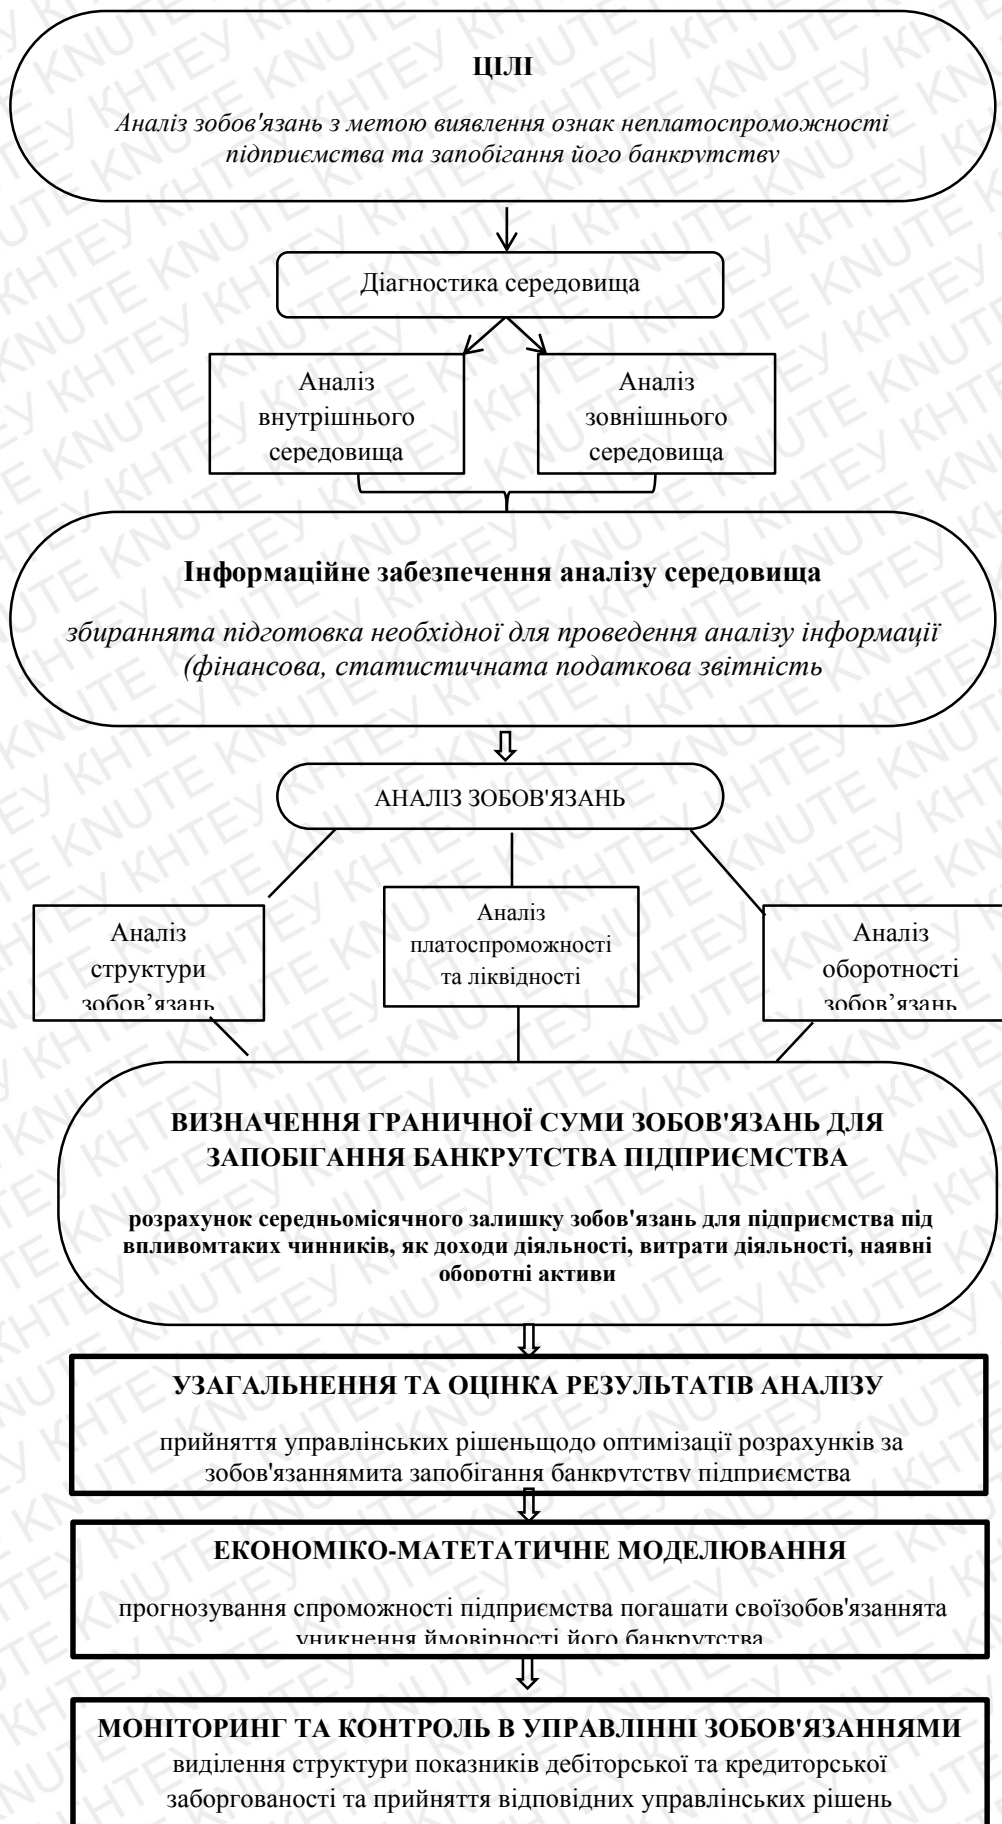 ЦІЛІ
Аналіз зобов'язань з метою виявлення ознак неплатоспроможності
підприємства та запобігання його банкрутству
Діагностика середовища
Аналіз
внутрішнього
середовища
Аналіз
зовнішнього
середовища
Інформаційне забезпечення аналізу середовища
збираннята підготовка необхідної для проведення аналізу інформації
(фінансова, статистичната податкова звітність
АНАЛІЗ ЗОБОВ'ЯЗАНЬ
Аналіз
структури
зобов’язань
Аналіз
платоспроможності
та ліквідності
Аналіз
оборотності
зобов’язань
ВИЗНАЧЕННЯ ГРАНИЧНОЇ СУМИ ЗОБОВ'ЯЗАНЬ ДЛЯ
ЗАПОБІГАННЯ БАНКРУТСТВА ПІДПРИЄМСТВА
розрахунок середньомісячного залишку зобов'язань для підприємства під
впливомтаких чинників, як доходи діяльності, витрати діяльності, наявні
оборотні активи
УЗАГАЛЬНЕННЯ ТА ОЦІНКА РЕЗУЛЬТАТІВ АНАЛІЗУ
прийняття управлінських рішеньщодо оптимізації розрахунків за
зобов'язаннямита запобігання банкрутству підприємства
ЕКОНОМІКО-МАТЕТАТИЧНЕ МОДЕЛЮВАННЯ
прогнозування спроможності підприємства погашати своїзобов'язаннята
уникнення ймовірності його банкрутства
МОНІТОРИНГ ТА КОНТРОЛЬ В УПРАВЛІННІ ЗОБОВ'ЯЗАННЯМИ
виділення структури показників дебіторської та кредиторської
заборгованості та прийняття відповідних управлінських рішень